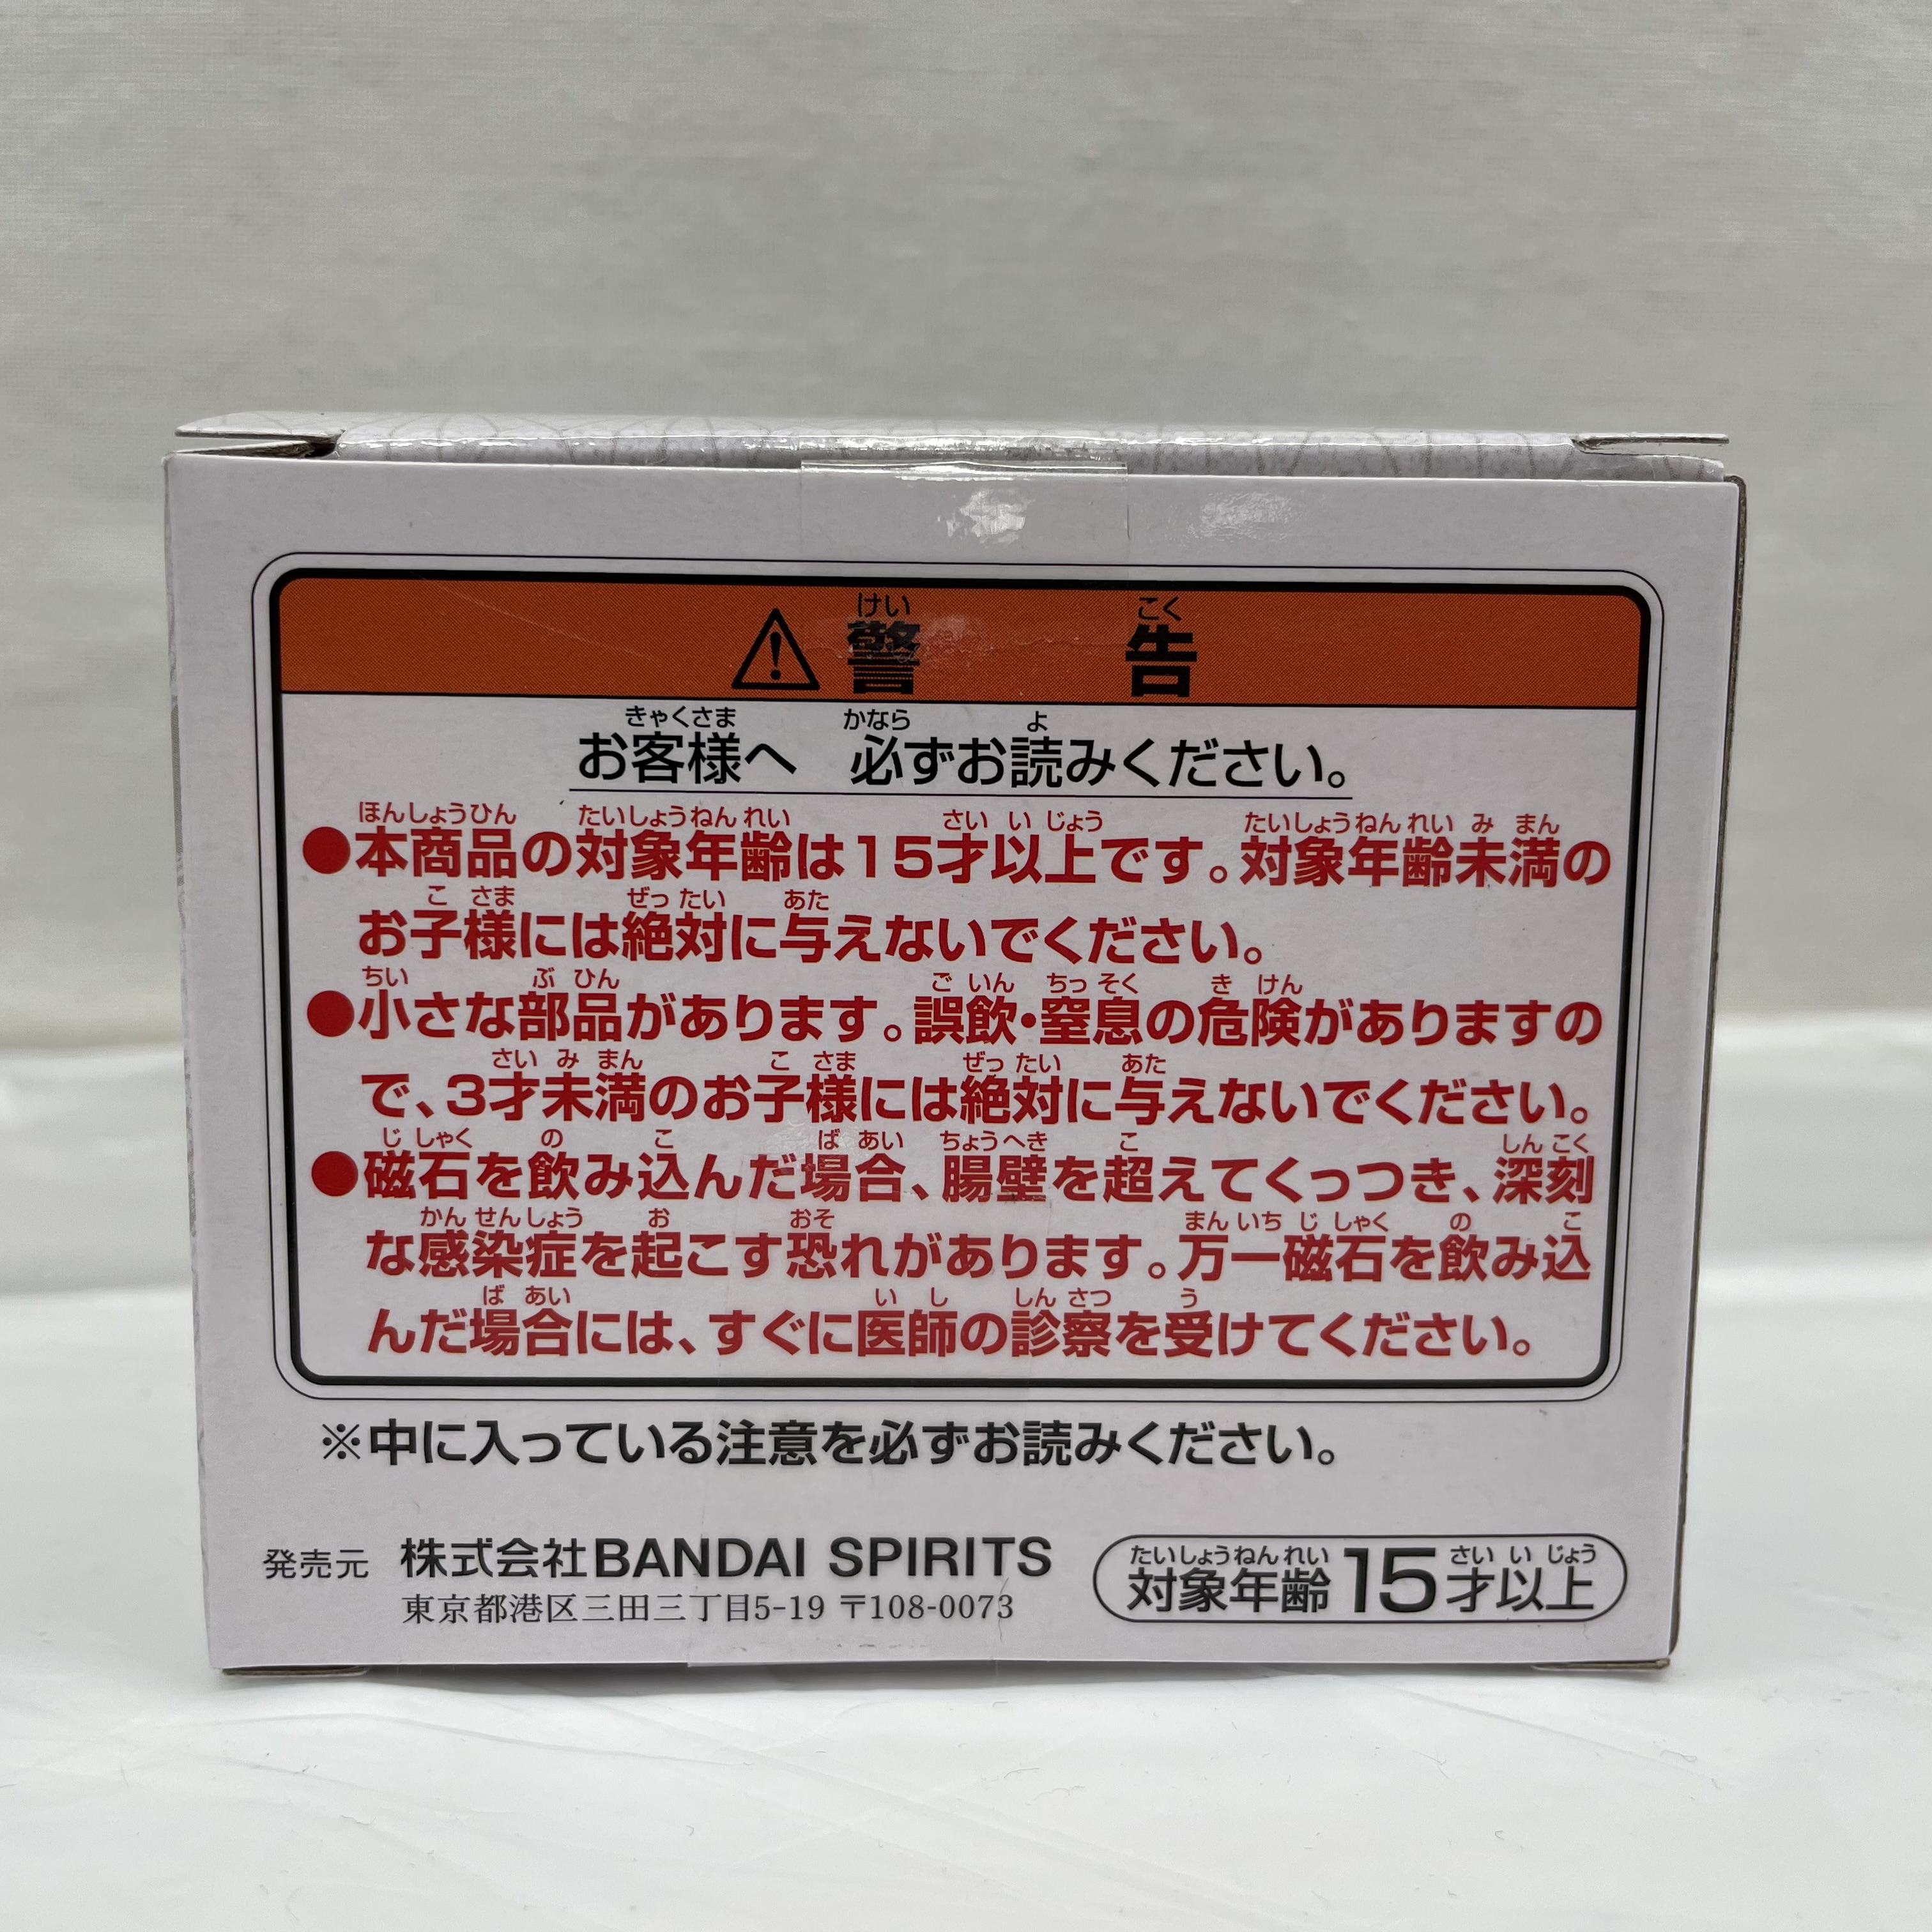 ⚠警告
お客様へ 必ずお読みください。
●本商品の対象年齢は15才以上です。対象年齢未満の
お子様には絶対に与えないでください。
●小さな部品があります。誤飲・窒息の危険がありますの
で、3才未満のお子様には絶対に与えないでください。
●磁石を飲み込んだ場合、腸壁を超えてくっつき、深刻
な感染症を起こす恐れがあります。万一磁石を飲み込
んだ場合には、すぐに医師の診察を受けてください。
※中に入っている注意を必ずお読みください。
発売元 株式会社BANDAI SPIRITS
東京都港区三田三丁目5-19 〒108-0073
対象年齢15才以上